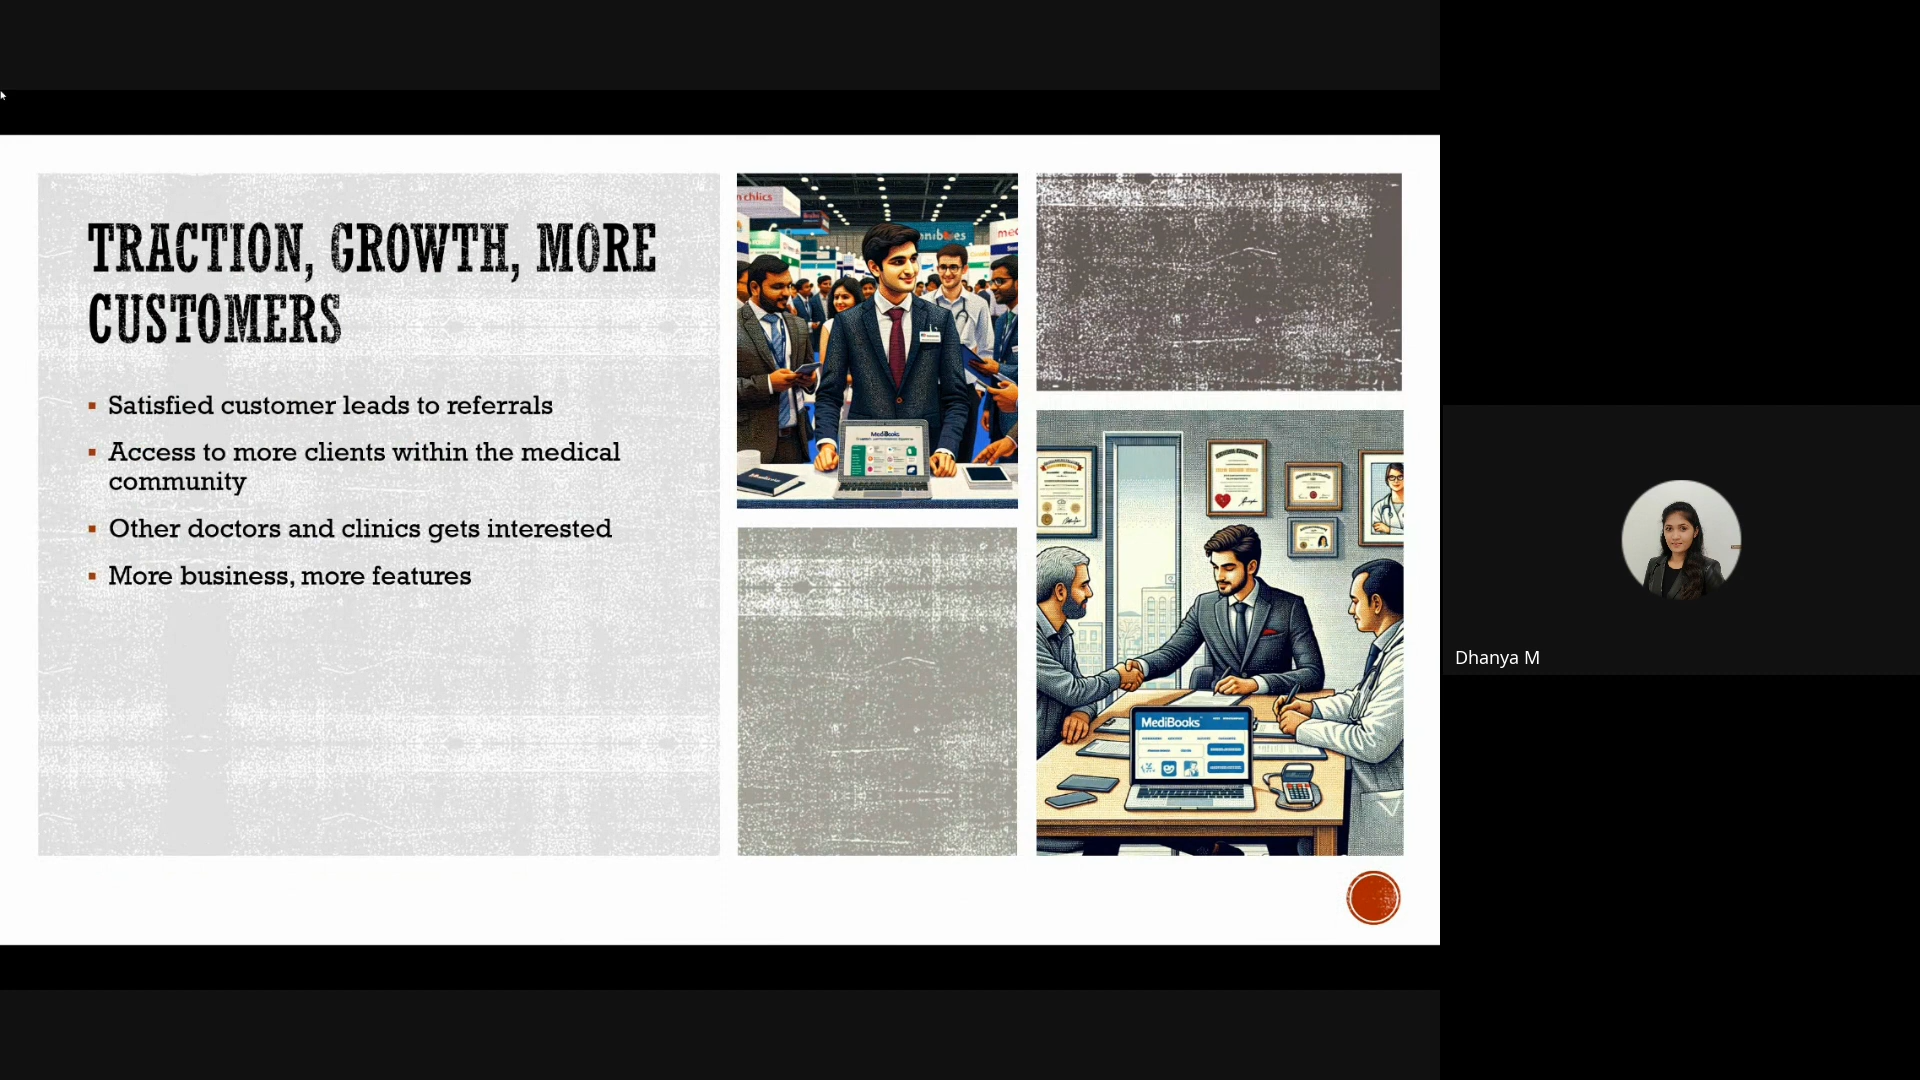 TRACTION, GROWTH, MORE
CUSTOMERS
Satisfied customer leads to referrals
Access to more clients within the medical
community
Other doctors and clinics gets interested
More business, more features
MediBooks
MediBooks
Dhanya M